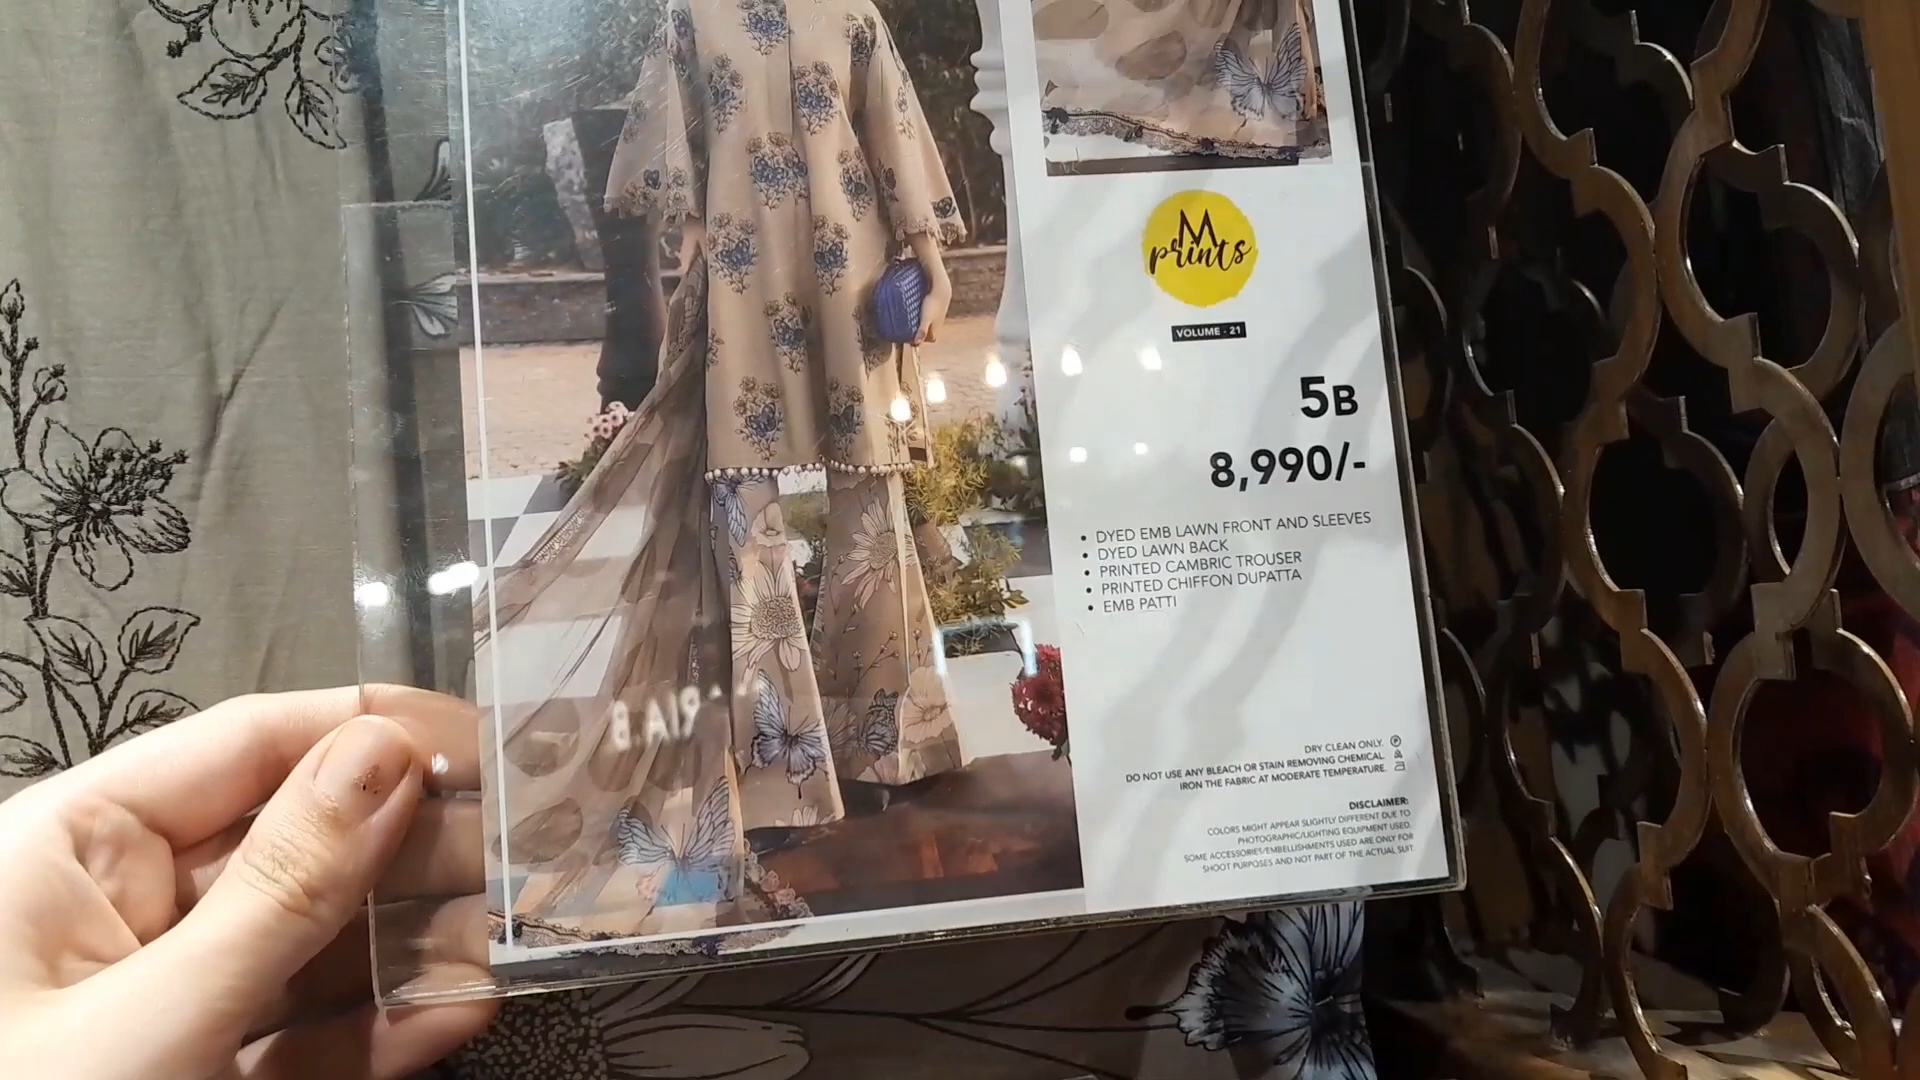 M
prints
VOLUME - 21
5B
8,990/-
• DYED EMB LAWN FRONT AND SLEEVES
• DYED LAWN BACK
• PRINTED CAMBRIC TROUSER
• PRINTED CHIFFON DUPATTA
• EMB PATTI
DRY CLEAN ONLY.
DO NOT USE ANY BLEACH OR STAIN REMOVING CHEMICAL.
IRON THE FABRIC AT MODERATE TEMPERATURE.
DISCLAIMER:
COLORS MIGHT APPEAR SLIGHTLY DIFFERENT DUE TO
PHOTOGRAPHIC/LIGHTING EQUIPMENT USED.
SOME ACCESSORIES/EMBELLISHMENTS USED ARE ONLY FOR
SHOOT PURPOSES AND NOT PART OF THE ACTUAL SUIT.